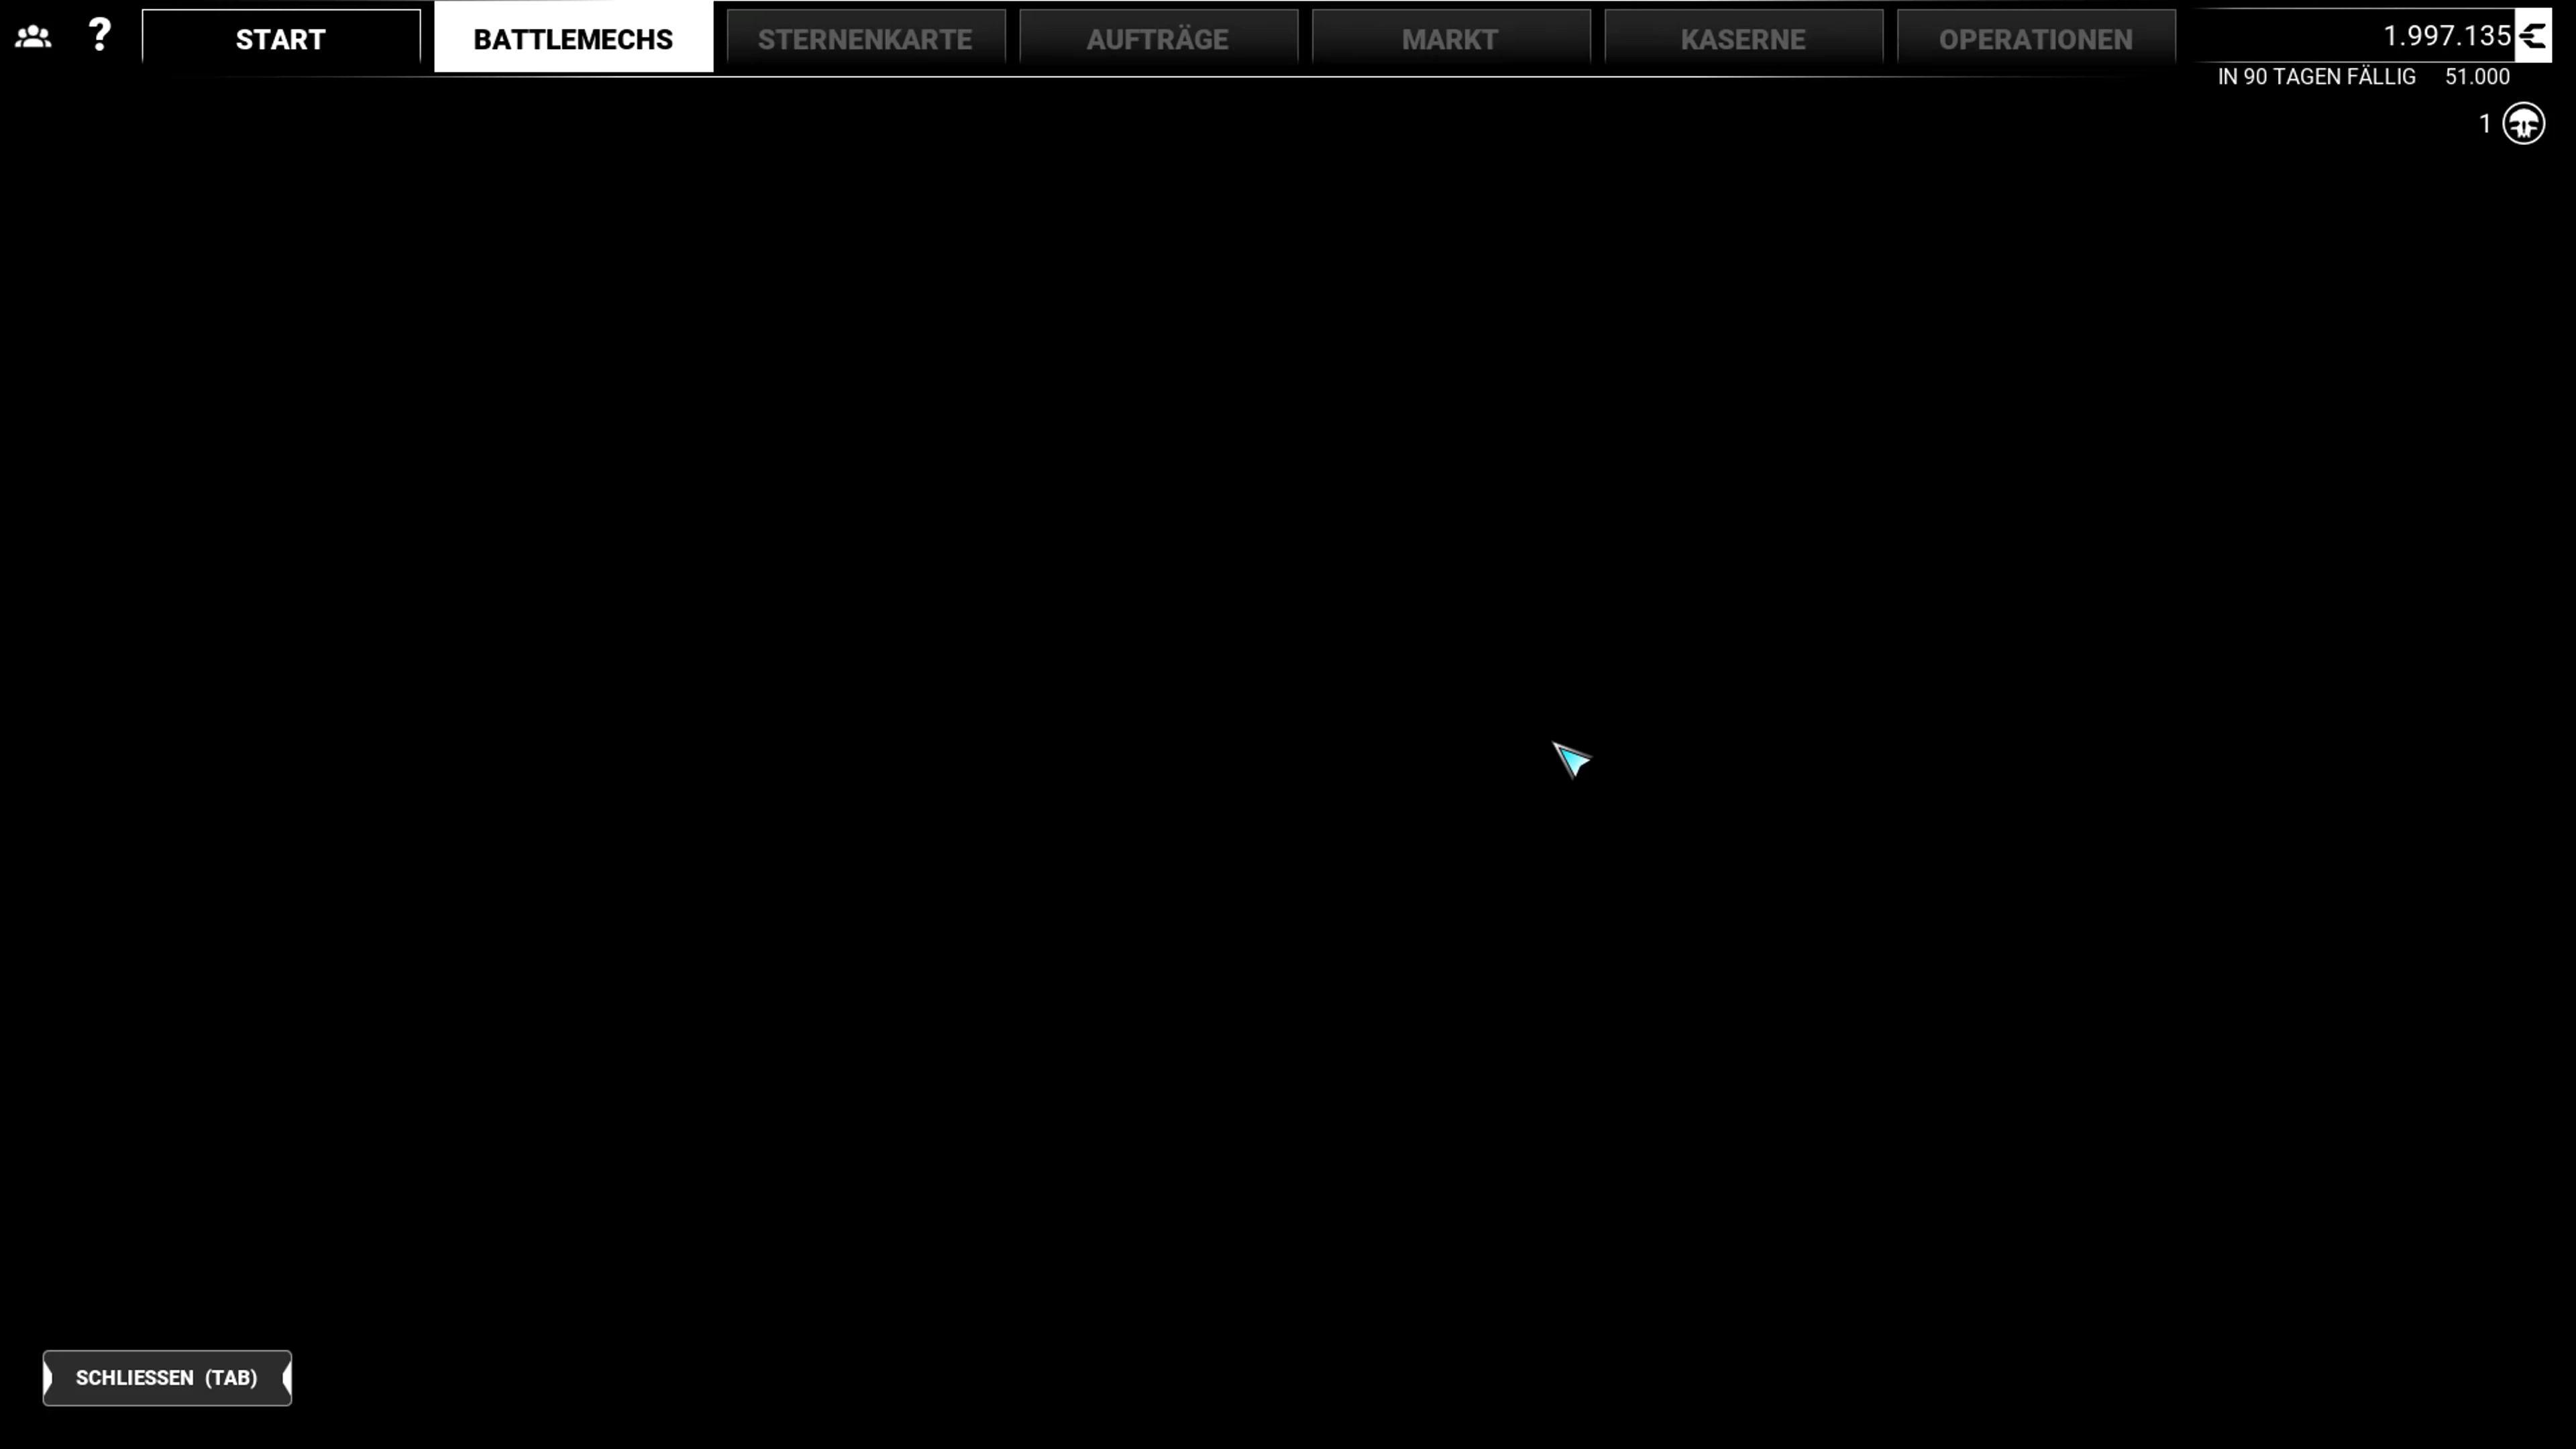 ?
START
BATTLEMECHS
STERNENKARTE
AUFTRÄGE
MARKT
KASERNE
OPERATIONEN
1.997.135
IN 90 TAGEN FÄLLIG 51.000
1
SCHLIESSEN (TAB)